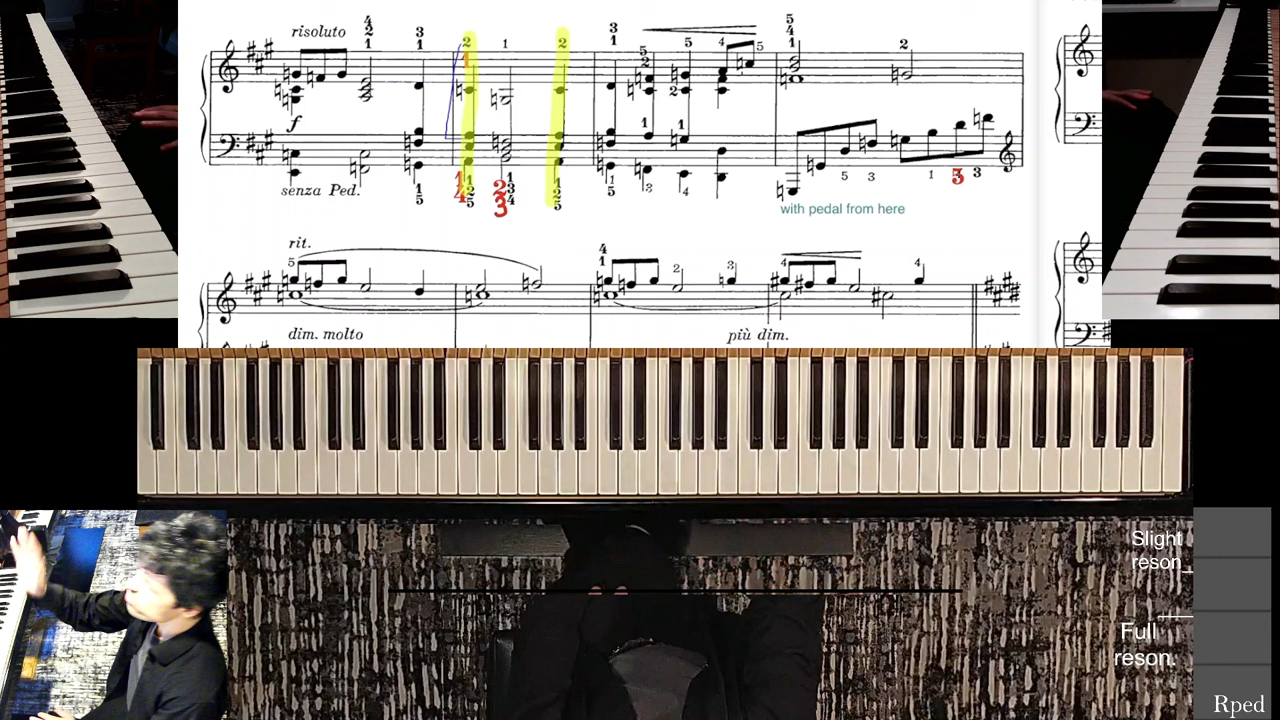 risoluto
f
senza Ped.
with pedal from here
rit.
dim. molto
più dim.
Slight
reson
Full
reson.
Rped